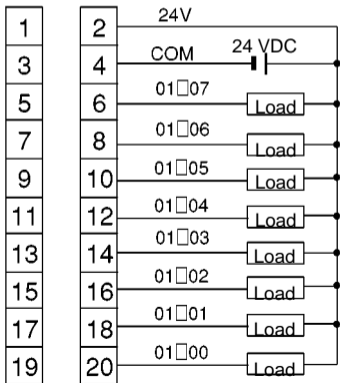 1 2 24V
3 4 COM 24 VDC
5 6 01□07 Load
7 8 01□06 Load
9 10 01□05 Load
11 12 01□04 Load
13 14 01□03 Load
15 16 01□02 Load
17 18 01□01 Load
19 20 01□00 Load